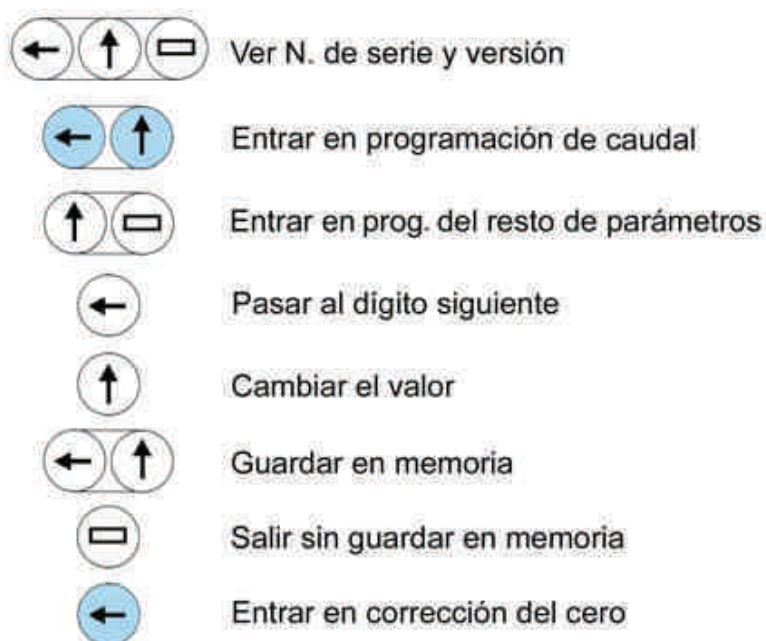 Ver N. de serie y versión
Entrar en programación de caudal
Entrar en prog. del resto de parámetros
Pasar al dígito siguiente
Cambiar el valor
Guardar en memoria
Salir sin guardar en memoria
Entrar en corrección del cero